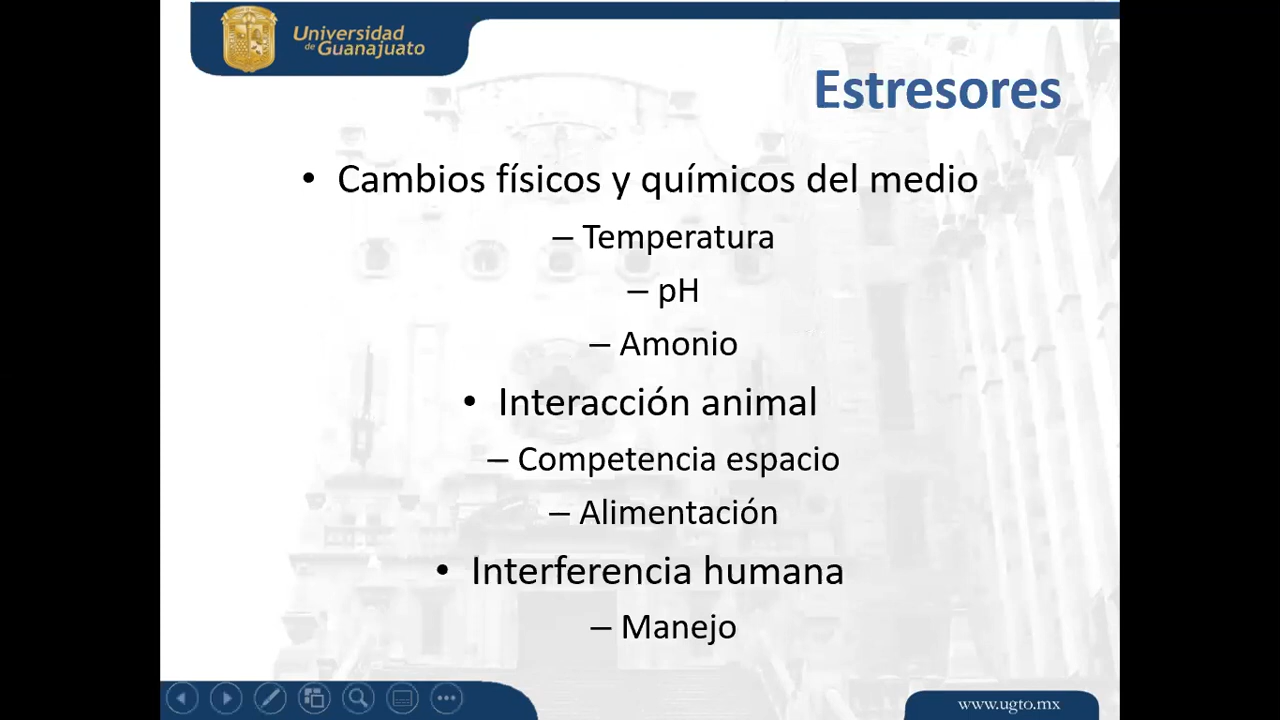 Universidad
de Guanajuato
Estresores
• Cambios físicos y químicos del medio
– Temperatura
– pH
– Amonio
• Interacción animal
– Competencia espacio
– Alimentación
• Interferencia humana
– Manejo
www.ugto.mx